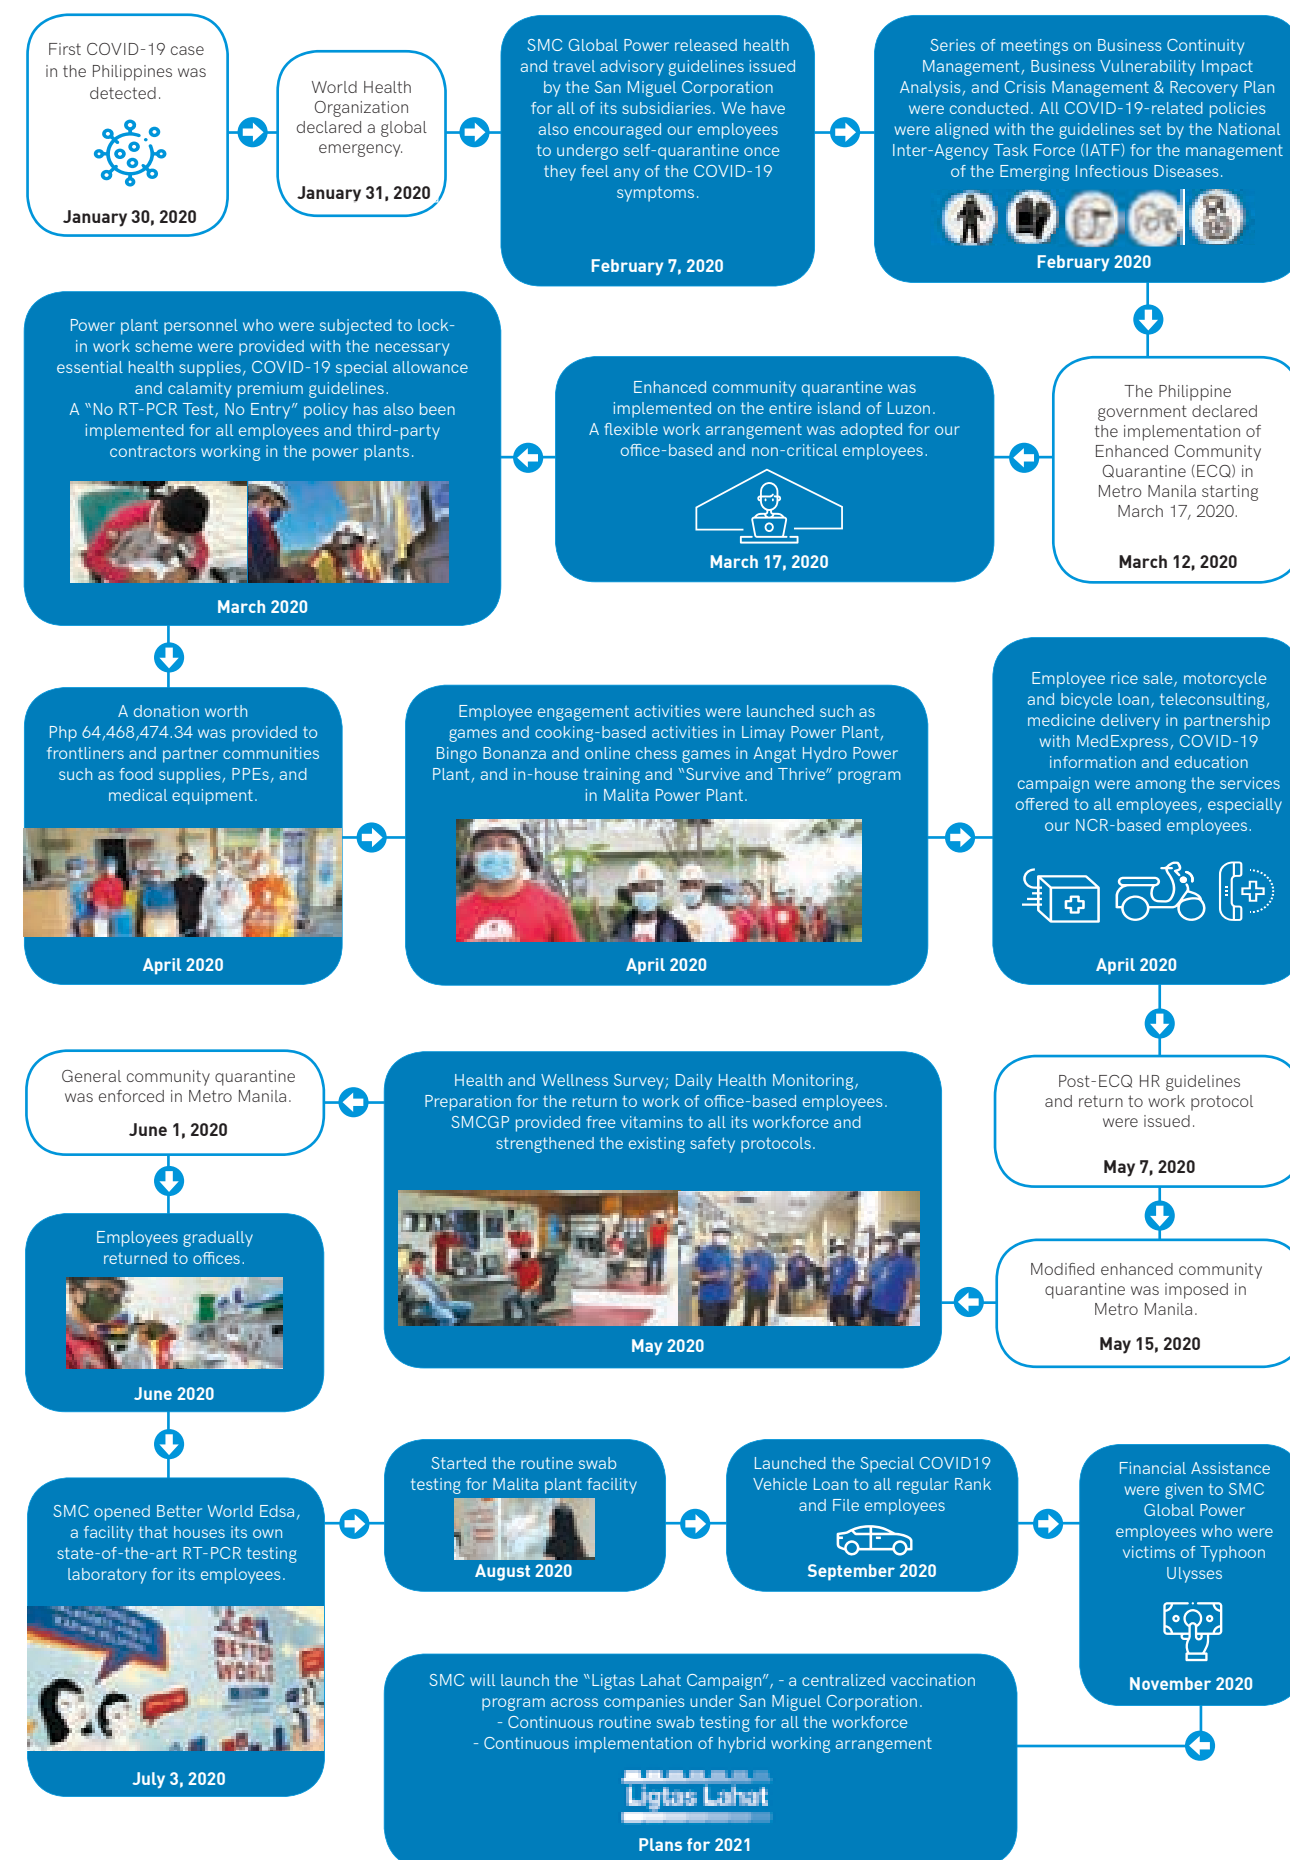 First COVID-19 case
in the Philippines was
detected.
January 30, 2020
World Health
Organization
declared a global
emergency.
January 31, 2020
SMC Global Power released health
and travel advisory guidelines issued
by the San Miguel Corporation
for all of its subsidiaries. We have
also encouraged our employees
to undergo self-quarantine once
they feel any of the COVID-19
symptoms.
February 7, 2020
Series of meetings on Business Continuity
Management, Business Vulnerability Impact
Analysis, and Crisis Management & Recovery Plan
were conducted. All COVID-19-related policies
were aligned with the guidelines set by the National
Inter-Agency Task Force (IATF) for the management
of the Emerging Infectious Diseases.
February 2020
The Philippine
government declared
the implementation of
Enhanced Community
Quarantine (ECQ) in
Metro Manila starting
March 17, 2020.
March 12, 2020
Enhanced community quarantine was
implemented on the entire island of Luzon.
A flexible work arrangement was adopted for our
office-based and non-critical employees.
March 17, 2020
Power plant personnel who were subjected to lock-
in work scheme were provided with the necessary
essential health supplies, COVID-19 special allowance
and calamity premium guidelines.
A “No RT-PCR Test, No Entry” policy has also been
implemented for all employees and third-party
contractors working in the power plants.
March 2020
A donation worth
Php 64,468,474.34 was provided to
frontliners and partner communities
such as food supplies, PPEs, and
medical equipment.
April 2020
Employee engagement activities were launched such as
games and cooking-based activities in Limay Power Plant,
Bingo Bonanza and online chess games in Angat Hydro Power
Plant, and in-house training and “Survive and Thrive” program
in Malita Power Plant.
April 2020
Employee rice sale, motorcycle
and bicycle loan, teleconsulting,
medicine delivery in partnership
with MedExpress, COVID-19
information and education
campaign were among the services
offered to all employees, especially
our NCR-based employees.
April 2020
Post-ECQ HR guidelines
and return to work protocol
were issued.
May 7, 2020
Modified enhanced community
quarantine was imposed in
Metro Manila.
May 15, 2020
Health and Wellness Survey; Daily Health Monitoring,
Preparation for the return to work of office-based employees.
SMCGP provided free vitamins to all its workforce and
strengthened the existing safety protocols.
May 2020
General community quarantine
was enforced in Metro Manila.
June 1, 2020
Employees gradually
returned to offices.
June 2020
SMC opened Better World Edsa,
a facility that houses its own
state-of-the-art RT-PCR testing
laboratory for its employees.
BETTER
WORLD
July 3, 2020
Started the routine swab
testing for Malita plant facility
August 2020
Launched the Special COVID19
Vehicle Loan to all regular Rank
and File employees
September 2020
Financial Assistance
were given to SMC
Global Power
employees who were
victims of Typhoon
Ulysses
November 2020
SMC will launch the “Ligtas Lahat Campaign”, - a centralized vaccination
program across companies under San Miguel Corporation.
- Continuous routine swab testing for all the workforce
- Continuous implementation of hybrid working arrangement
Ligtas Lahat
Plans for 2021